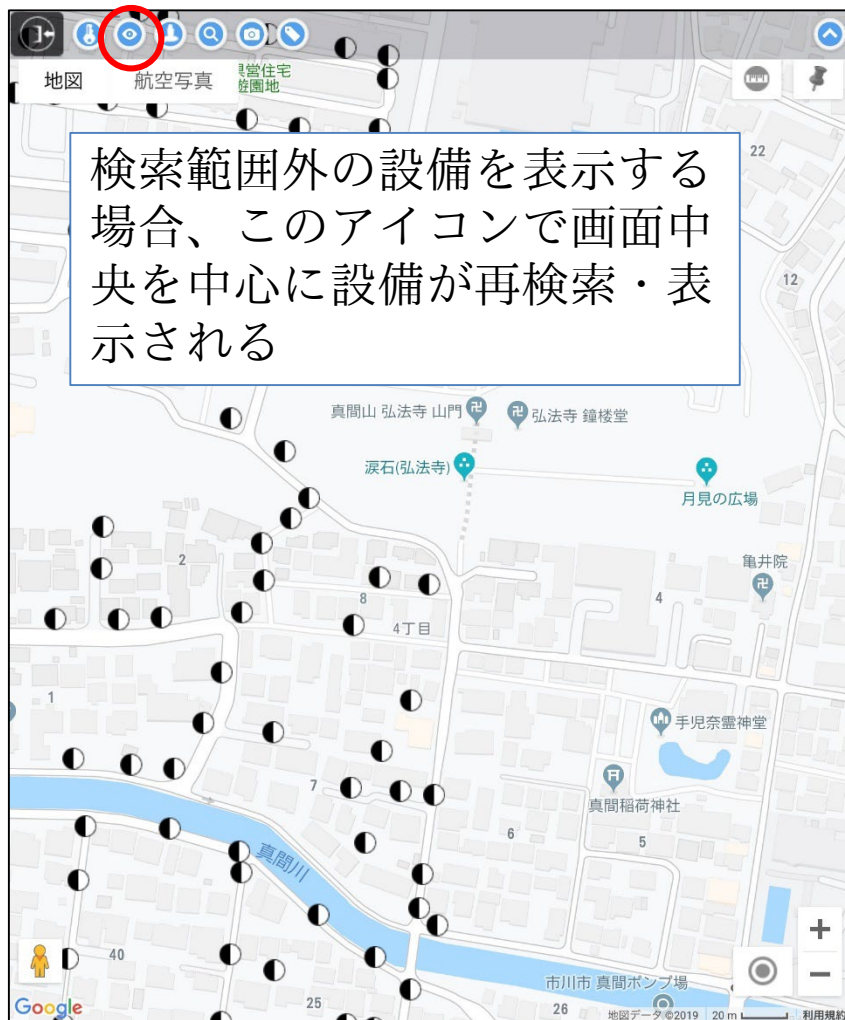 地図
航空写真
県営住宅
遊園地
22
検索範囲外の設備を表示する
場合、このアイコンで画面中
央を中心に設備が再検索・表
示される
12
真間山 弘法寺 山門
弘法寺 鐘楼堂
涙石(弘法寺)
月見の広場
2
亀井院
8
4
4丁目
1
手児奈霊神堂
7
真間稲荷神社
6
5
真間川
+
40
市川市 真間ポンプ場
−
Google
25
26
地図データ ©2019
20 m
利用規約